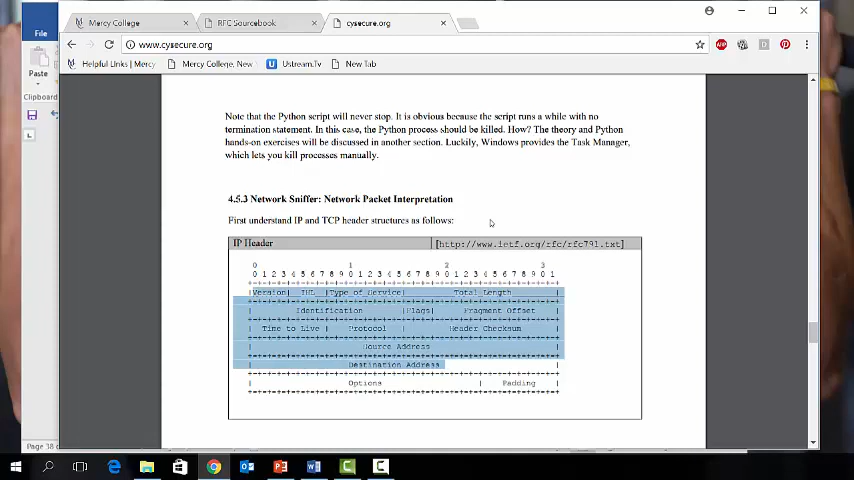 File
Paste
Clipboard
Page 38 o
Mercy College
RFC Sourcebook
cysecure.org
www.cysecure.org
Helpful LInks | Mercy
Mercy College, New
Ustream.Tv
New Tab
Note that the Python script will never stop. It is obvious because the script runs a while with no
termination statement. In this case, the Python process should be killed. How? The theory and Python
hands-on exercises will be discussed in another section. Luckily, Windows provides the Task Manager,
which lets you kill processes manually.
4.5.3 Network Sniffer: Network Packet Interpretation
First understand IP and TCP header structures as follows:
IP Header [http://www.ietf.org/rfc/rfc791.txt]
0 1 2 3
0 1 2 3 4 5 6 7 8 9 0 1 2 3 4 5 6 7 8 9 0 1 2 3 4 5 6 7 8 9 0 1
+-+-+-+-+-+-+-+-+-+-+-+-+-+-+-+-+-+-+-+-+-+-+-+-+-+-+-+-+-+-+-+-+
|Version| IHL |Type of Service| Total Length |
+-+-+-+-+-+-+-+-+-+-+-+-+-+-+-+-+-+-+-+-+-+-+-+-+-+-+-+-+-+-+-+-+
| Identification |Flags| Fragment Offset |
+-+-+-+-+-+-+-+-+-+-+-+-+-+-+-+-+-+-+-+-+-+-+-+-+-+-+-+-+-+-+-+-+
| Time to Live | Protocol | Header Checksum |
+-+-+-+-+-+-+-+-+-+-+-+-+-+-+-+-+-+-+-+-+-+-+-+-+-+-+-+-+-+-+-+-+
| Source Address |
+-+-+-+-+-+-+-+-+-+-+-+-+-+-+-+-+-+-+-+-+-+-+-+-+-+-+-+-+-+-+-+-+
| Destination Address |
+-+-+-+-+-+-+-+-+-+-+-+-+-+-+-+-+-+-+-+-+-+-+-+-+-+-+-+-+-+-+-+-+
| Options | Padding |
+-+-+-+-+-+-+-+-+-+-+-+-+-+-+-+-+-+-+-+-+-+-+-+-+-+-+-+-+-+-+-+-+